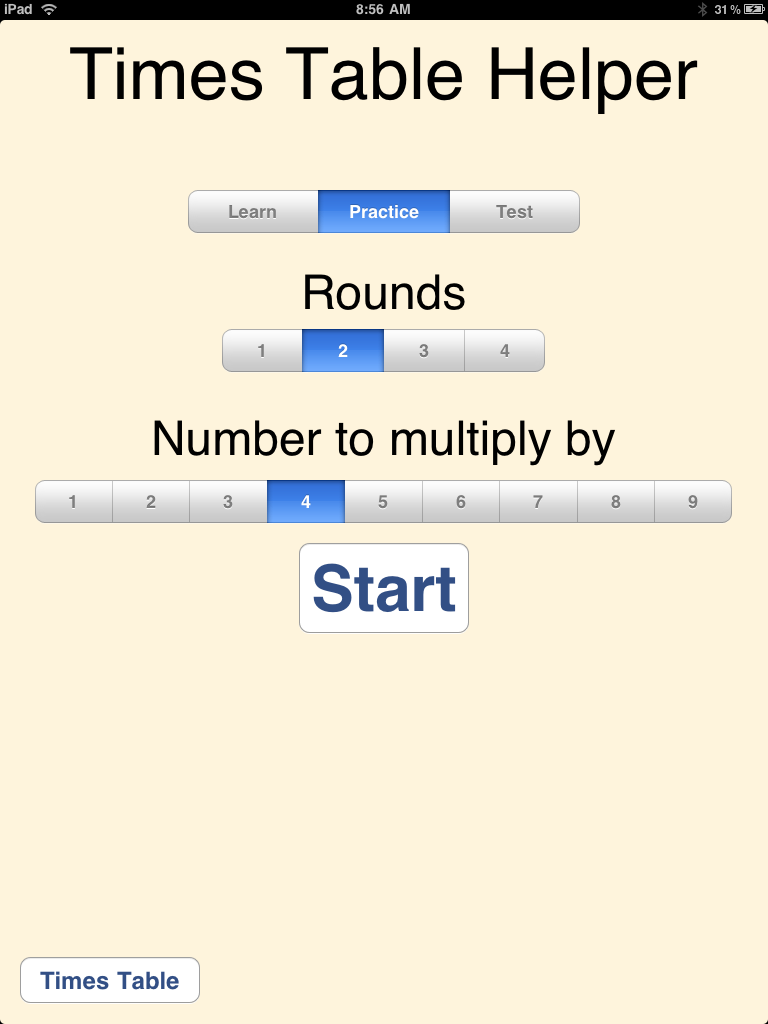 iPad 8:56 AM 31%
Times Table Helper
Learn Practice Test
Rounds
1 2 3 4
Number to multiply by
1 2 3 4 5 6 7 8 9
Start
Times Table